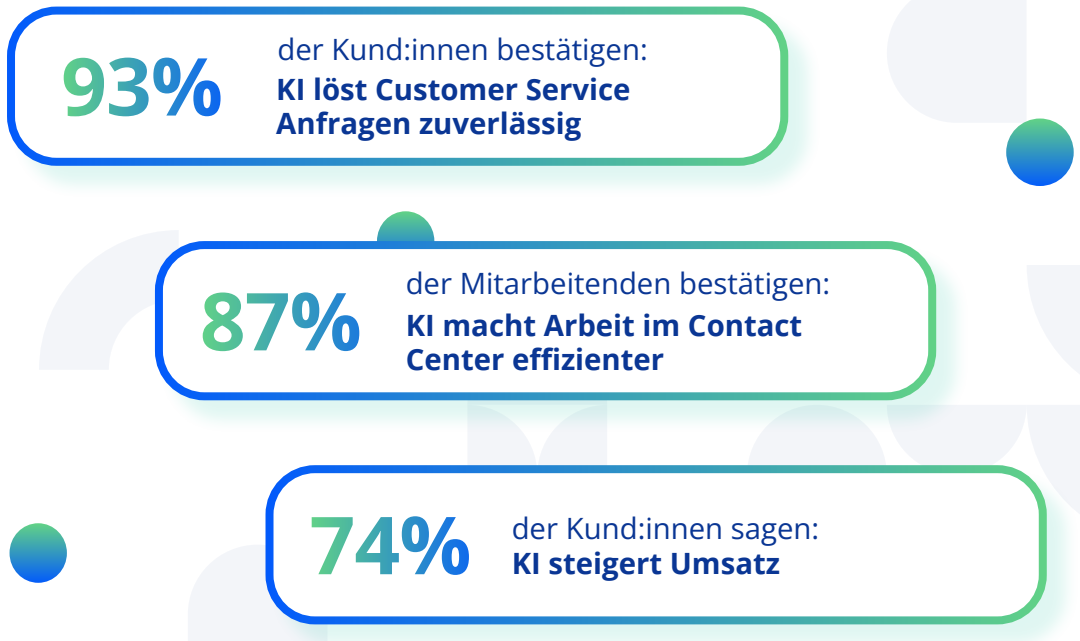 93%
der Kund:innen bestätigen:
KI löst Customer Service
Anfragen zuverlässig
87%
der Mitarbeitenden bestätigen:
KI macht Arbeit im Contact
Center effizienter
74%
der Kund:innen sagen:
KI steigert Umsatz